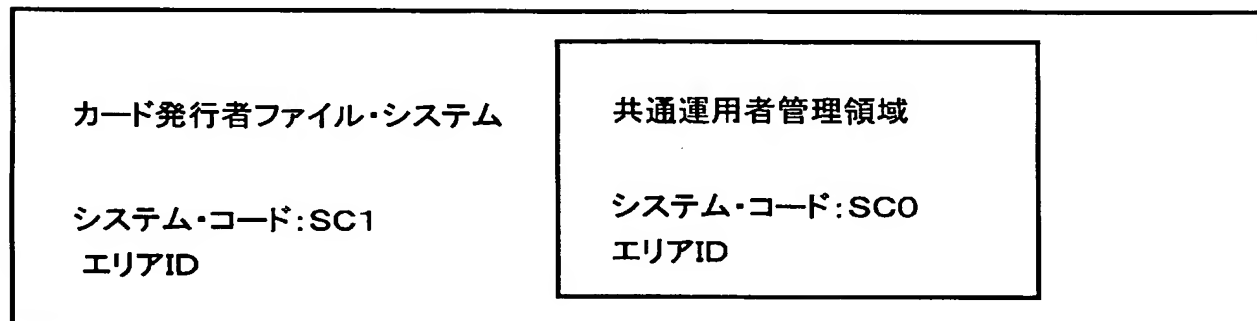 カード発行者ファイル・システム
システム・コード:SC1
エリアID
共通運用者管理領域
システム・コード:SC0
エリアID